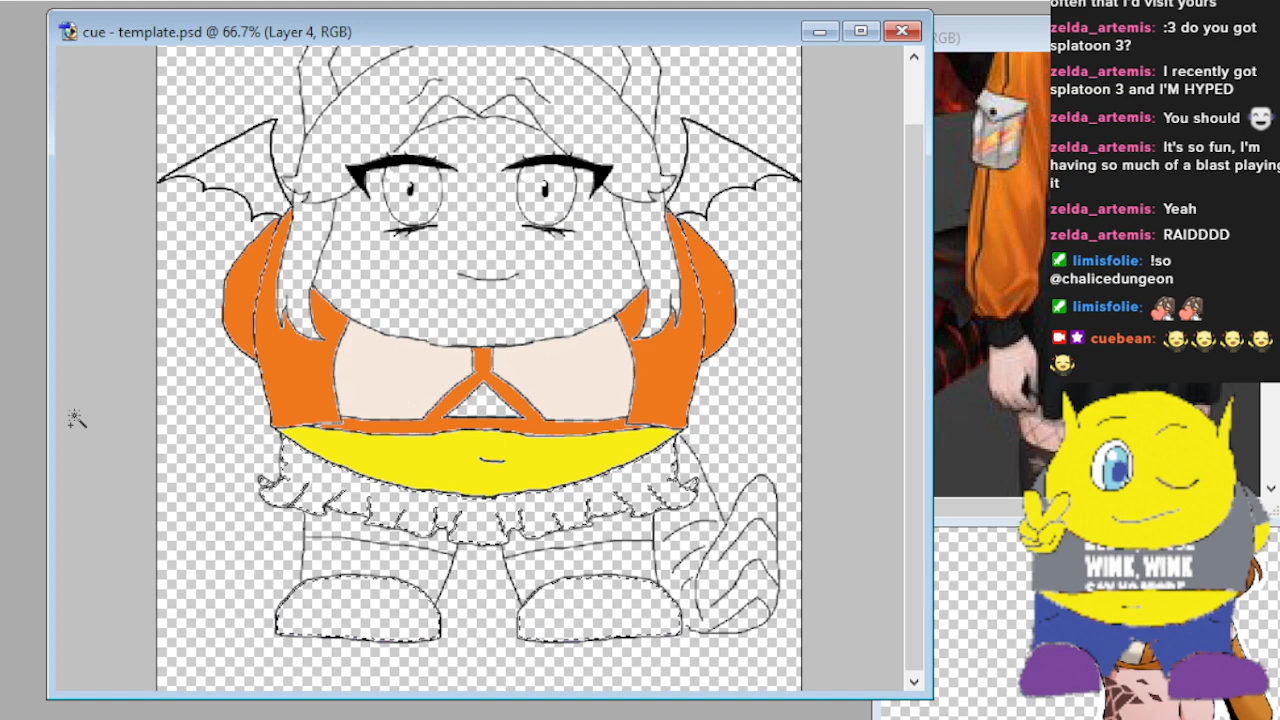 often that I'd visit yours
cue - template.psd @ 66.7% (Layer 4, RGB)
RGB)
zelda_artemis: :3 do you got
splatoon 3?
zelda_artemis: I recently got
splatoon 3 and I'M HYPED
zelda_artemis: You should
zelda_artemis: It's so fun, I'm
having so much of a blast playing
it
zelda_artemis: Yeah
zelda_artemis: RAIDDDD
limisfolie: !so
@chalicedungeon
limisfolie:
cuebean:
WINK, WINK